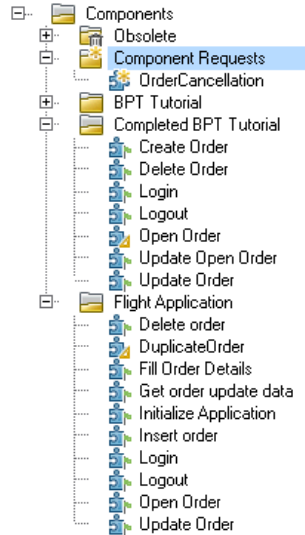 Components
Obsolete
Component Requests
OrderCancellation
BPT Tutorial
Completed BPT Tutorial
Create Order
Delete Order
Login
Logout
Open Order
Update Open Order
Update Order
Flight Application
Delete order
DuplicateOrder
Fill Order Details
Get order update data
Initialize Application
Insert order
Login
Logout
Open Order
Update Order